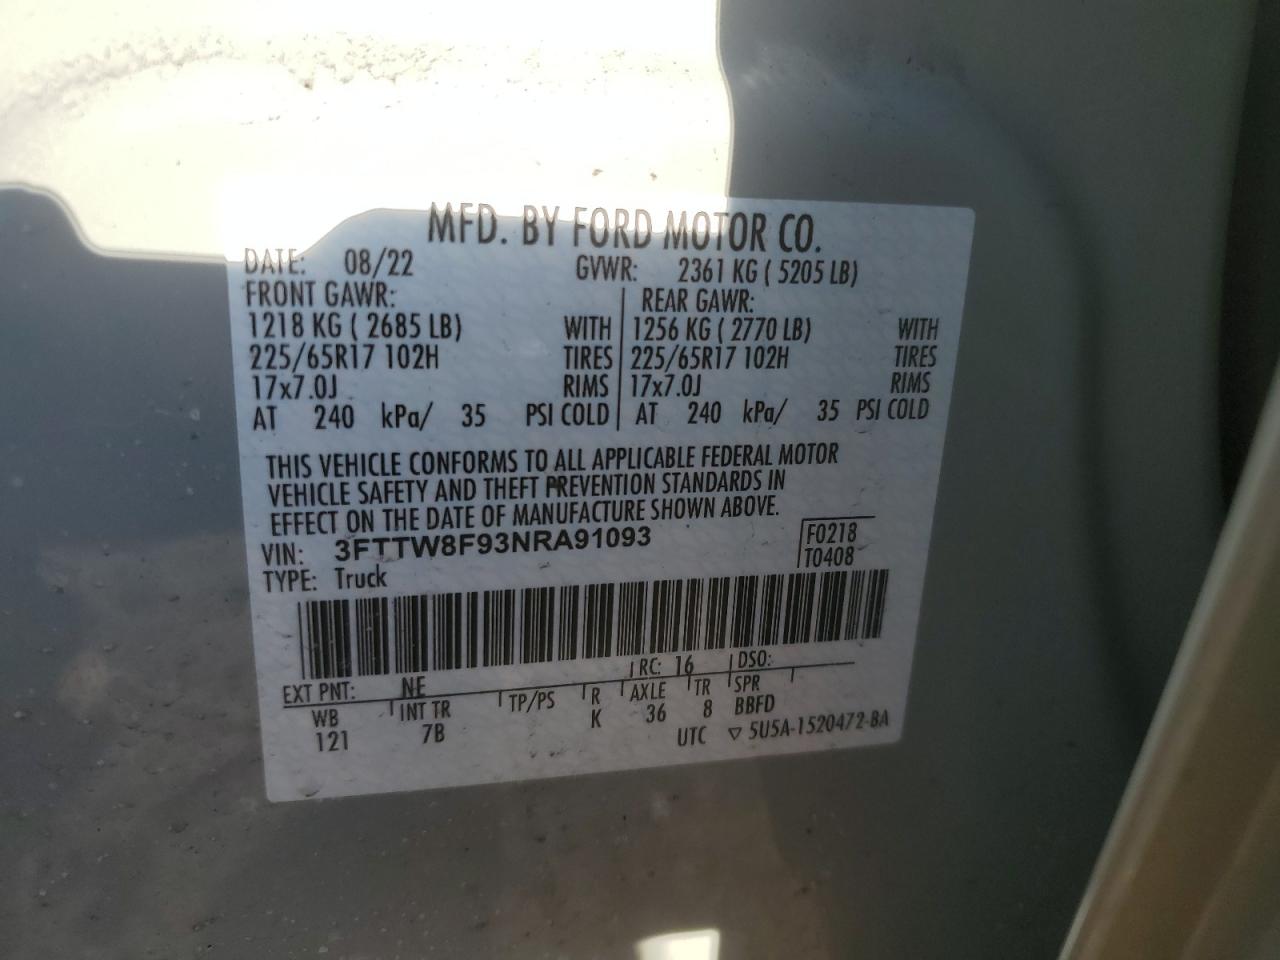 MFD. BY FORD MOTOR CO.
DATE: 08/22 GVWR: 2361 KG ( 5205 LB)
FRONT GAWR: REAR GAWR:
1218 KG ( 2685 LB) WITH 1256 KG ( 2770 LB) WITH
225/65R17 102H TIRES 225/65R17 102H TIRES
17x7.0J RIMS 17x7.0J RIMS
AT 240 kPa/ 35 PSI COLD AT 240 kPa/ 35 PSI COLD
THIS VEHICLE CONFORMS TO ALL APPLICABLE FEDERAL MOTOR
VEHICLE SAFETY AND THEFT PREVENTION STANDARDS IN
EFFECT ON THE DATE OF MANUFACTURE SHOWN ABOVE.
VIN: 3FTTW8F93NRA91093 F0218
TYPE: Truck T0408
EXT PNT: NE RC: 16 DSO:
WB INT TR TP/PS R AXLE TR SPR
121 7B K 36 8 BBFD
UTC ▽ 5U5A-1520472-BA